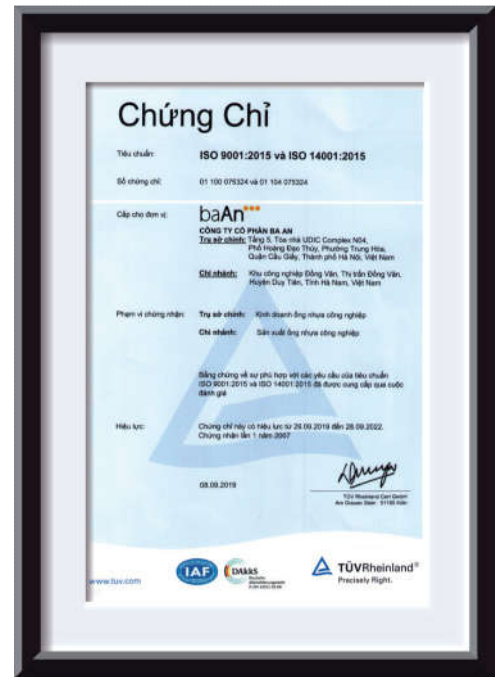 Chứng Chỉ
Tiêu chuẩn: ISO 9001:2015 và ISO 14001:2015
Số chứng chỉ: 01 100 075324 và 01 104 075324
Cấp cho đơn vị: baAn
CÔNG TY CỔ PHẦN BA AN
Trụ sở chính: Tầng 5, Tòa nhà UDIC Complex N04,
Phố Hoàng Đạo Thúy, Phường Trung Hòa,
Quận Cầu Giấy, Thành phố Hà Nội, Việt Nam
Chi nhánh: Khu công nghiệp Đồng Văn, Thị trấn Đồng Văn,
Huyện Duy Tiên, Tỉnh Hà Nam, Việt Nam
Phạm vi chứng nhận: Trụ sở chính: Kinh doanh ống nhựa công nghiệp
Chi nhánh: Sản xuất ống nhựa công nghiệp
Bằng chứng về sự phù hợp với các yêu cầu của tiêu chuẩn
ISO 9001:2015 và ISO 14001:2015 đã được cung cấp qua cuộc
đánh giá
Hiệu lực: Chứng chỉ này có hiệu lực từ 26.09.2019 đến 28.09.2022.
Chứng nhận lần 1 năm 2007
08.09.2019
TÜV Rheinland Cert GmbH
Am Grauen Stein 51105 Köln
www.tuv.com
IAF
DAkkS
Deutsche
Akkreditierungsstelle
TÜVRheinland®
Precisely Right.